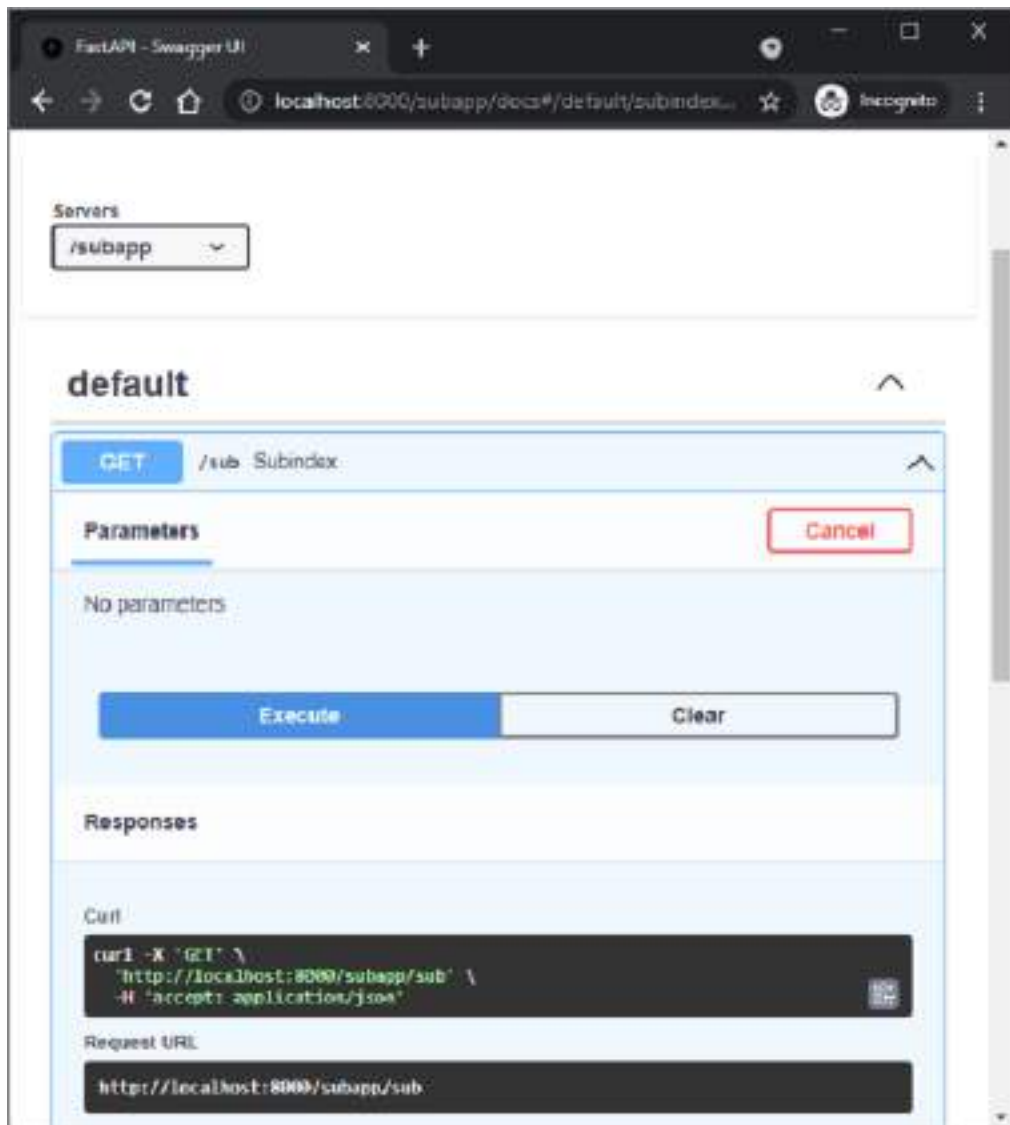 FastAPI - Swagger UI
localhost:8000/subapp/docs#/default/subindex...
Incognito
Servers
/subapp
default
GET /sub Subindex
Parameters
Cancel
No parameters
Execute
Clear
Responses
Curl
curl -X 'GET' \
'http://localhost:8000/subapp/sub' \
-H 'accept: application/json'
Request URL
http://localhost:8000/subapp/sub